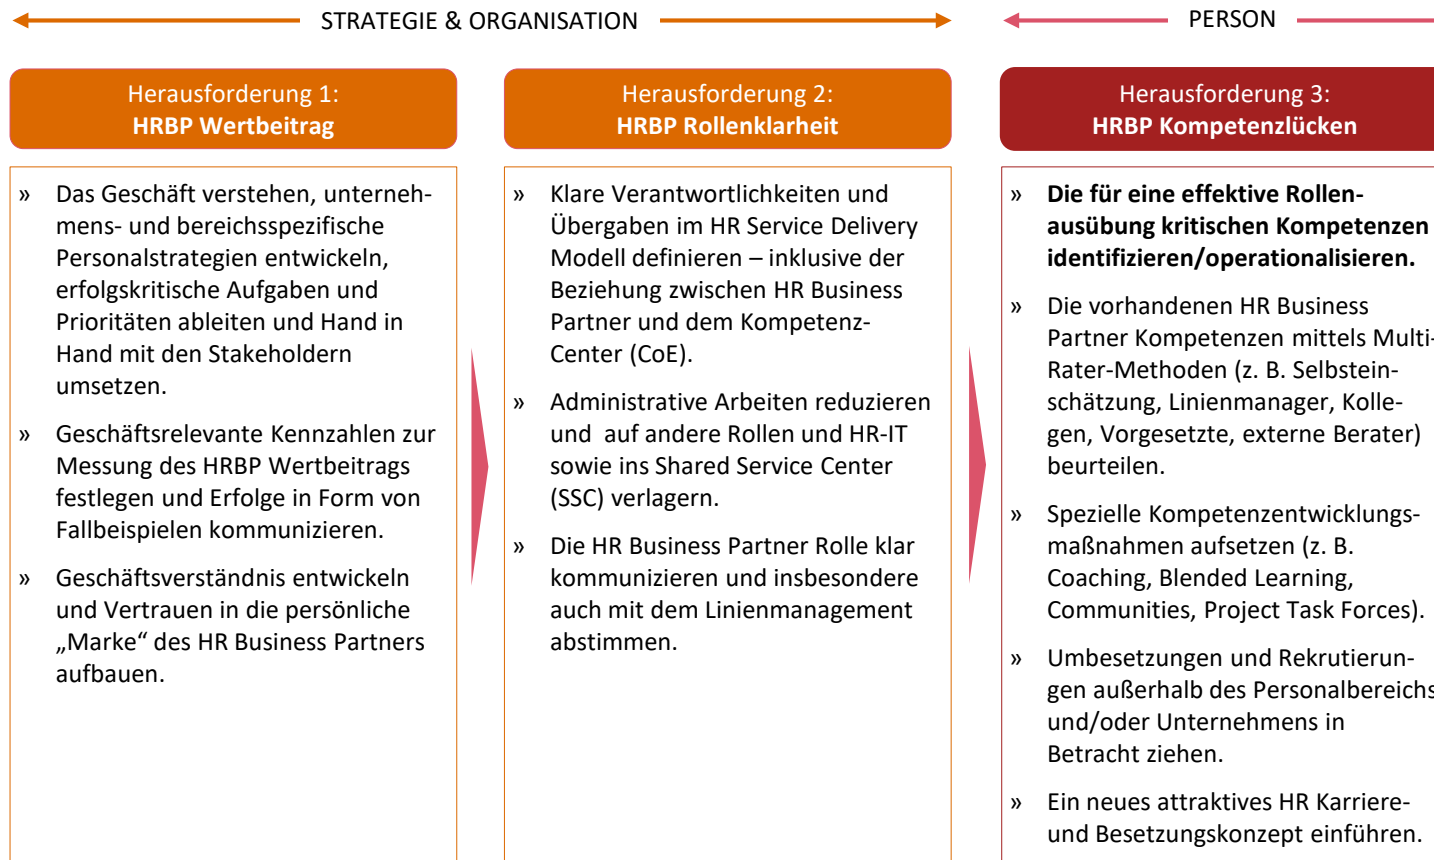 STRATEGIE & ORGANISATION
PERSON
Herausforderung 1:
HRBP Wertbeitrag
» Das Geschäft verstehen, unterneh-
mens- und bereichsspezifische
Personalstrategien entwickeln,
erfolgskritische Aufgaben und
Prioritäten ableiten und Hand in
Hand mit den Stakeholdern
umsetzen.
» Geschäftsrelevante Kennzahlen zur
Messung des HRBP Wertbeitrags
festlegen und Erfolge in Form von
Fallbeispielen kommunizieren.
» Geschäftsverständnis entwickeln
und Vertrauen in die persönliche
„Marke“ des HR Business Partners
aufbauen.
Herausforderung 2:
HRBP Rollenklarheit
» Klare Verantwortlichkeiten und
Übergaben im HR Service Delivery
Modell definieren – inklusive der
Beziehung zwischen HR Business
Partner und dem Kompetenz-
Center (CoE).
» Administrative Arbeiten reduzieren
und auf andere Rollen und HR-IT
sowie ins Shared Service Center
(SSC) verlagern.
» Die HR Business Partner Rolle klar
kommunizieren und insbesondere
auch mit dem Linienmanagement
abstimmen.
Herausforderung 3:
HRBP Kompetenzlücken
» Die für eine effektive Rollen-
ausübung kritischen Kompetenzen
identifizieren/operationalisieren.
» Die vorhandenen HR Business
Partner Kompetenzen mittels Multi-
Rater-Methoden (z. B. Selbstein-
schätzung, Linienmanager, Kolle-
gen, Vorgesetzte, externe Berater)
beurteilen.
» Spezielle Kompetenzentwicklungs-
maßnahmen aufsetzen (z. B.
Coaching, Blended Learning,
Communities, Project Task Forces).
» Umbesetzungen und Rekrutierun-
gen außerhalb des Personalbereichs
und/oder Unternehmens in
Betracht ziehen.
» Ein neues attraktives HR Karriere-
und Besetzungskonzept einführen.